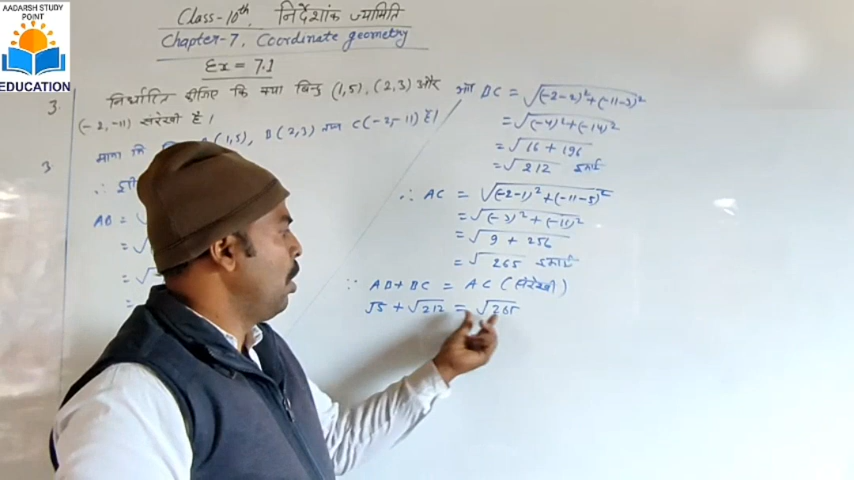 AADARSH STUDY
POINT
EDUCATION
Class-10th, निर्देशांक ज्यामिति
Chapter-7, Coordinate geometry
Ex = 7.1
3. निर्धारित कीजिए कि क्या बिन्दु (1,5), (2,3) और
(-2,-11) संरेखी हैं।
3 माना कि (1,5), B(2,3) तथा C(-2,-11) हैं।
∴
AB =
= √
= √
=
BC = √(-2-2)²+(-11-3)²
= √(-4)²+(-14)²
= √16 + 196
= √212 इकाई
∴ AC = √(-2-1)²+(-11-5)²
= √(-3)²+(-11)²
= √9 + 256
= √265 इकाई
∵ AB+BC = AC (संरेखी)
√5 + √212 = √265